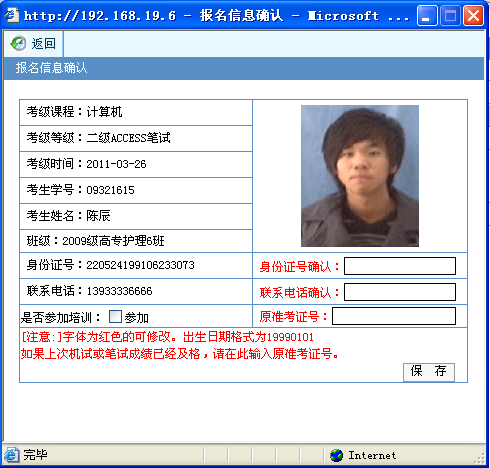 http://192.168.19.6 - 报名信息确认 - Microsoft ...
返回
报名信息确认
考级课程：计算机
考级等级：二级ACCESS笔试
考级时间：2011-03-26
考生学号：09321615
考生姓名：陈辰
班级：2009级高专护理6班
身份证号：220524199106233073 身份证号确认：
联系电话：13933336666 联系电话确认：
是否参加培训： 参加 原准考证号：
[注意:]字体为红色的可修改。出生日期格式为19990101
如果上次机试或笔试成绩已经及格，请在此输入原准考证号。
保 存
完毕 Internet